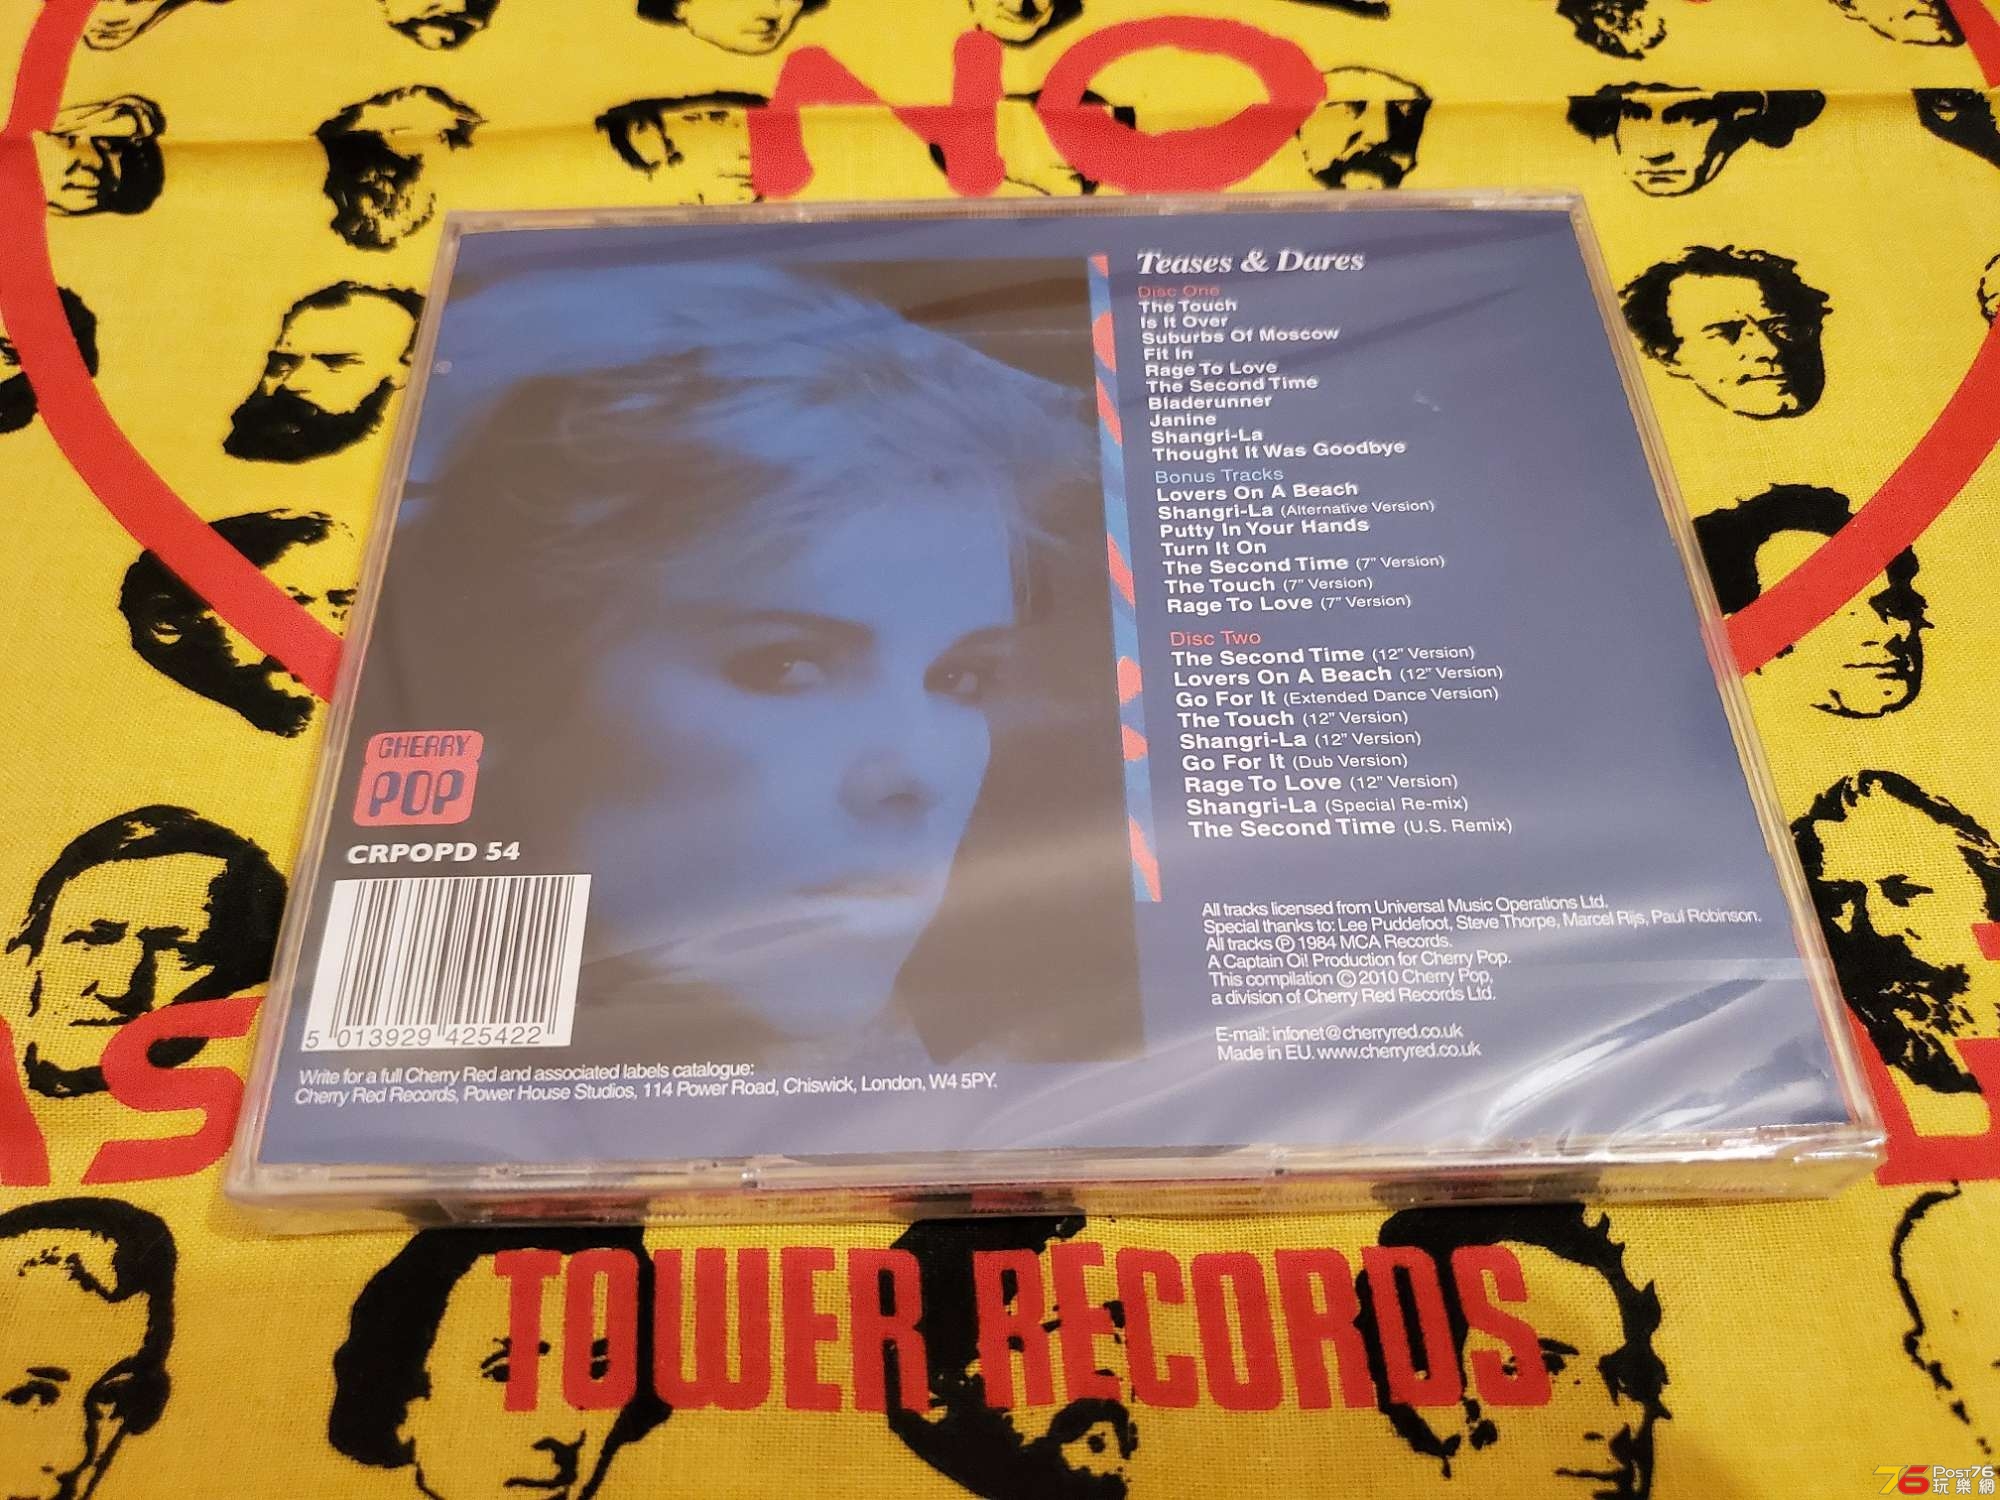 NO
Teases & Dares
Disc One
The Touch
Is It Over
Suburbs Of Moscow
Fit In
Rage To Love
The Second Time
Bladerunner
Janine
Shangri-La
Thought It Was Goodbye
Bonus Tracks
Lovers On A Beach
Shangri-La (Alternative Version)
Putty In Your Hands
Turn It On
The Second Time (7" Version)
The Touch (7" Version)
Rage To Love (7" Version)
Disc Two
The Second Time (12" Version)
Lovers On A Beach (12" Version)
Go For It (Extended Dance Version)
The Touch (12" Version)
Shangri-La (12" Version)
Go For It (Dub Version)
Rage To Love (12" Version)
Shangri-La (Special Re-mix)
The Second Time (U.S. Remix)
All tracks licensed from Universal Music Operations Ltd.
Special thanks to: Lee Puddefoot, Steve Thorpe, Marcel Rijs, Paul Robinson.
All tracks ℗ 1984 MCA Records.
A Captain Oi! Production for Cherry Pop.
This compilation © 2010 Cherry Pop,
a division of Cherry Red Records Ltd.
E-mail: infonet@cherryred.co.uk
Made in EU. www.cherryred.co.uk
CHERRY
POP
CRPOPD 54
5 013929 425422
Write for a full Cherry Red and associated labels catalogue:
Cherry Red Records, Power House Studios, 114 Power Road, Chiswick, London, W4 5PY.
TOWER RECORDS
76 POST76
玩樂網